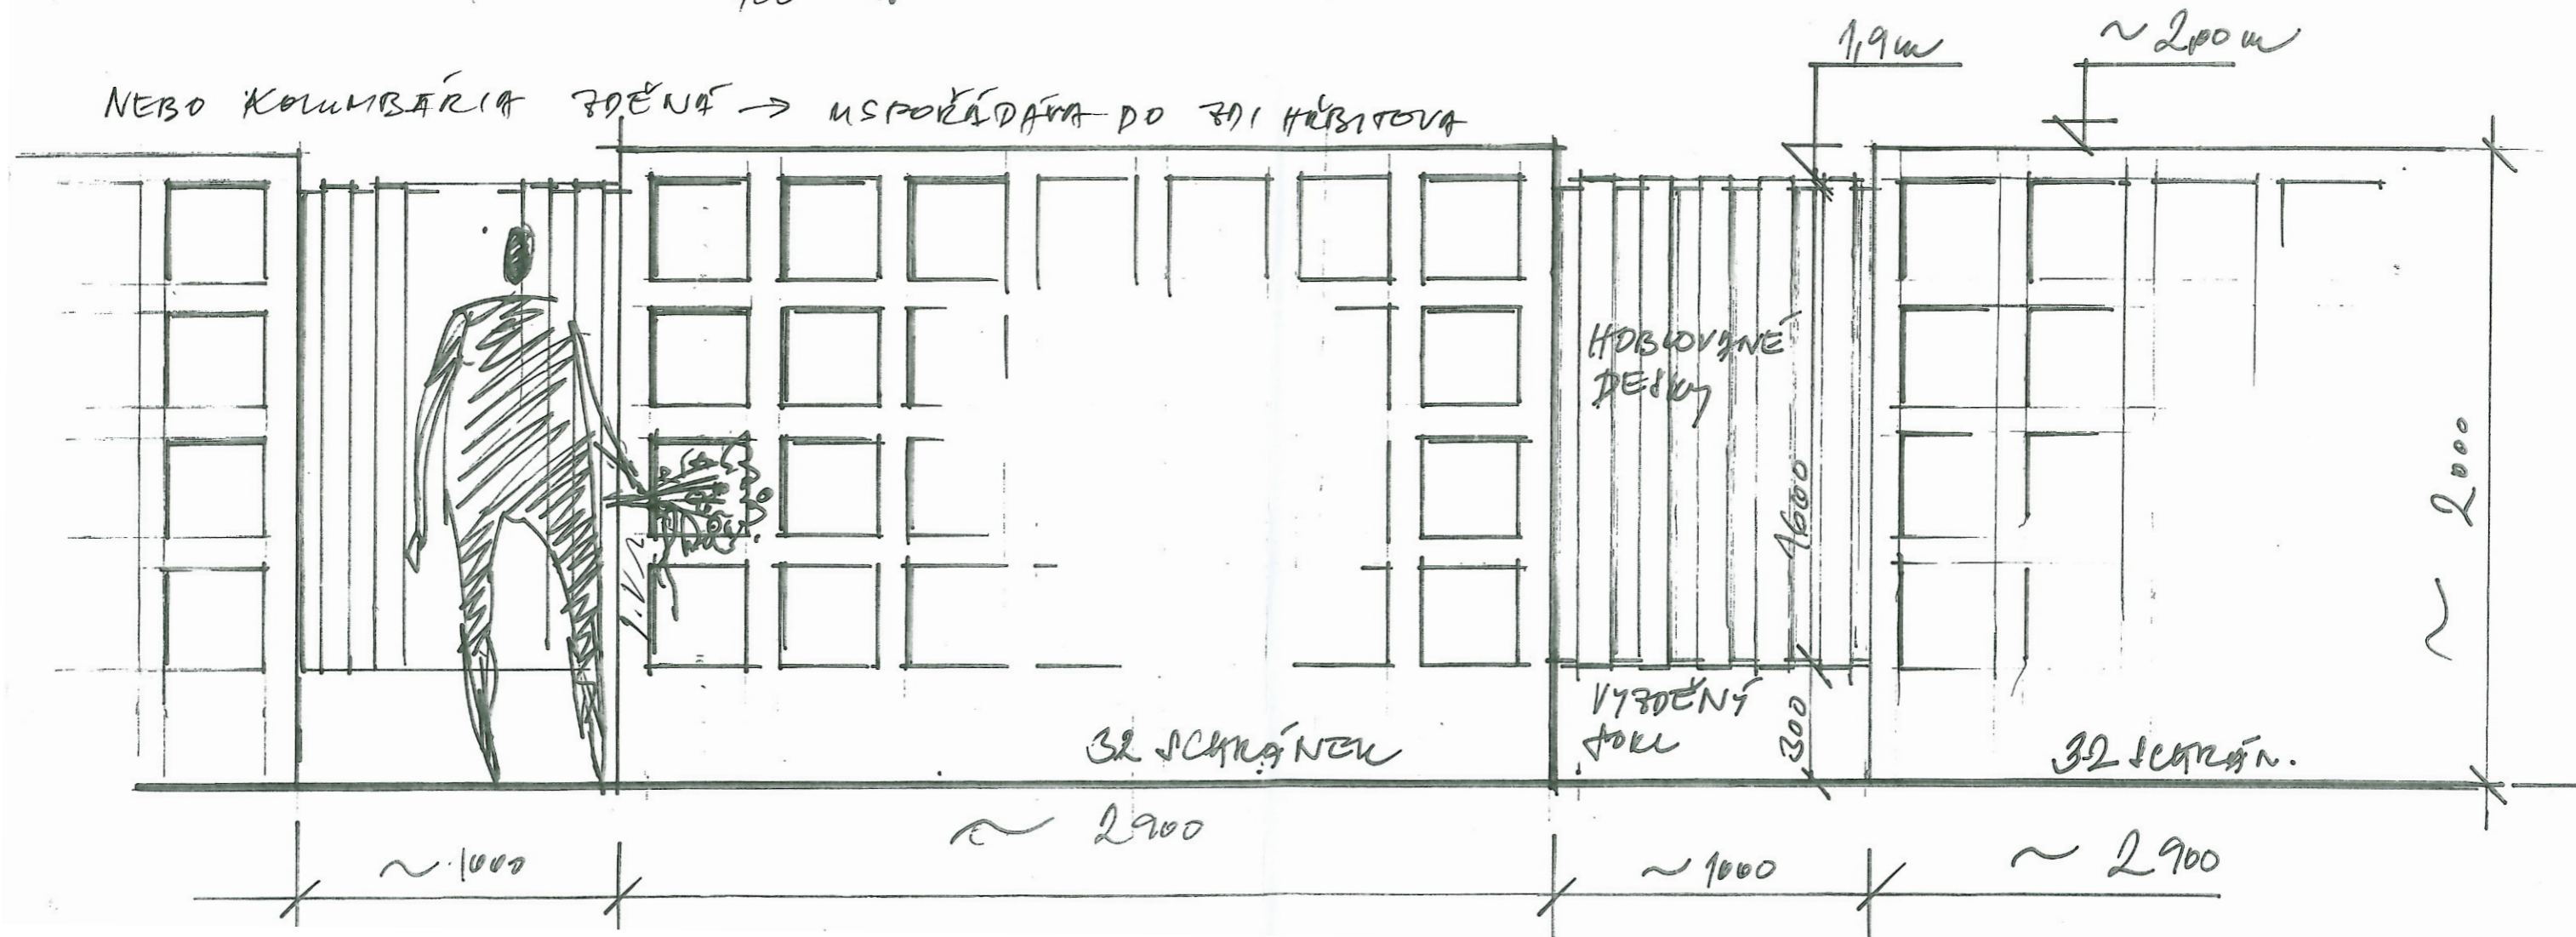 1,9m
~ 2,00 m
NEBO KOLUMBÁRIA ZDĚNÁ → USPOŘÁDÁNA DO ZDI HŘBITOVA
HOBLOVANÉ
DESKY
1600
~ 2000
VYZDĚNÝ
SOKL
300
32 SCHRÁNEK
32 SCHRÁN.
~ 1000
~ 2900
~ 1000
~ 2900